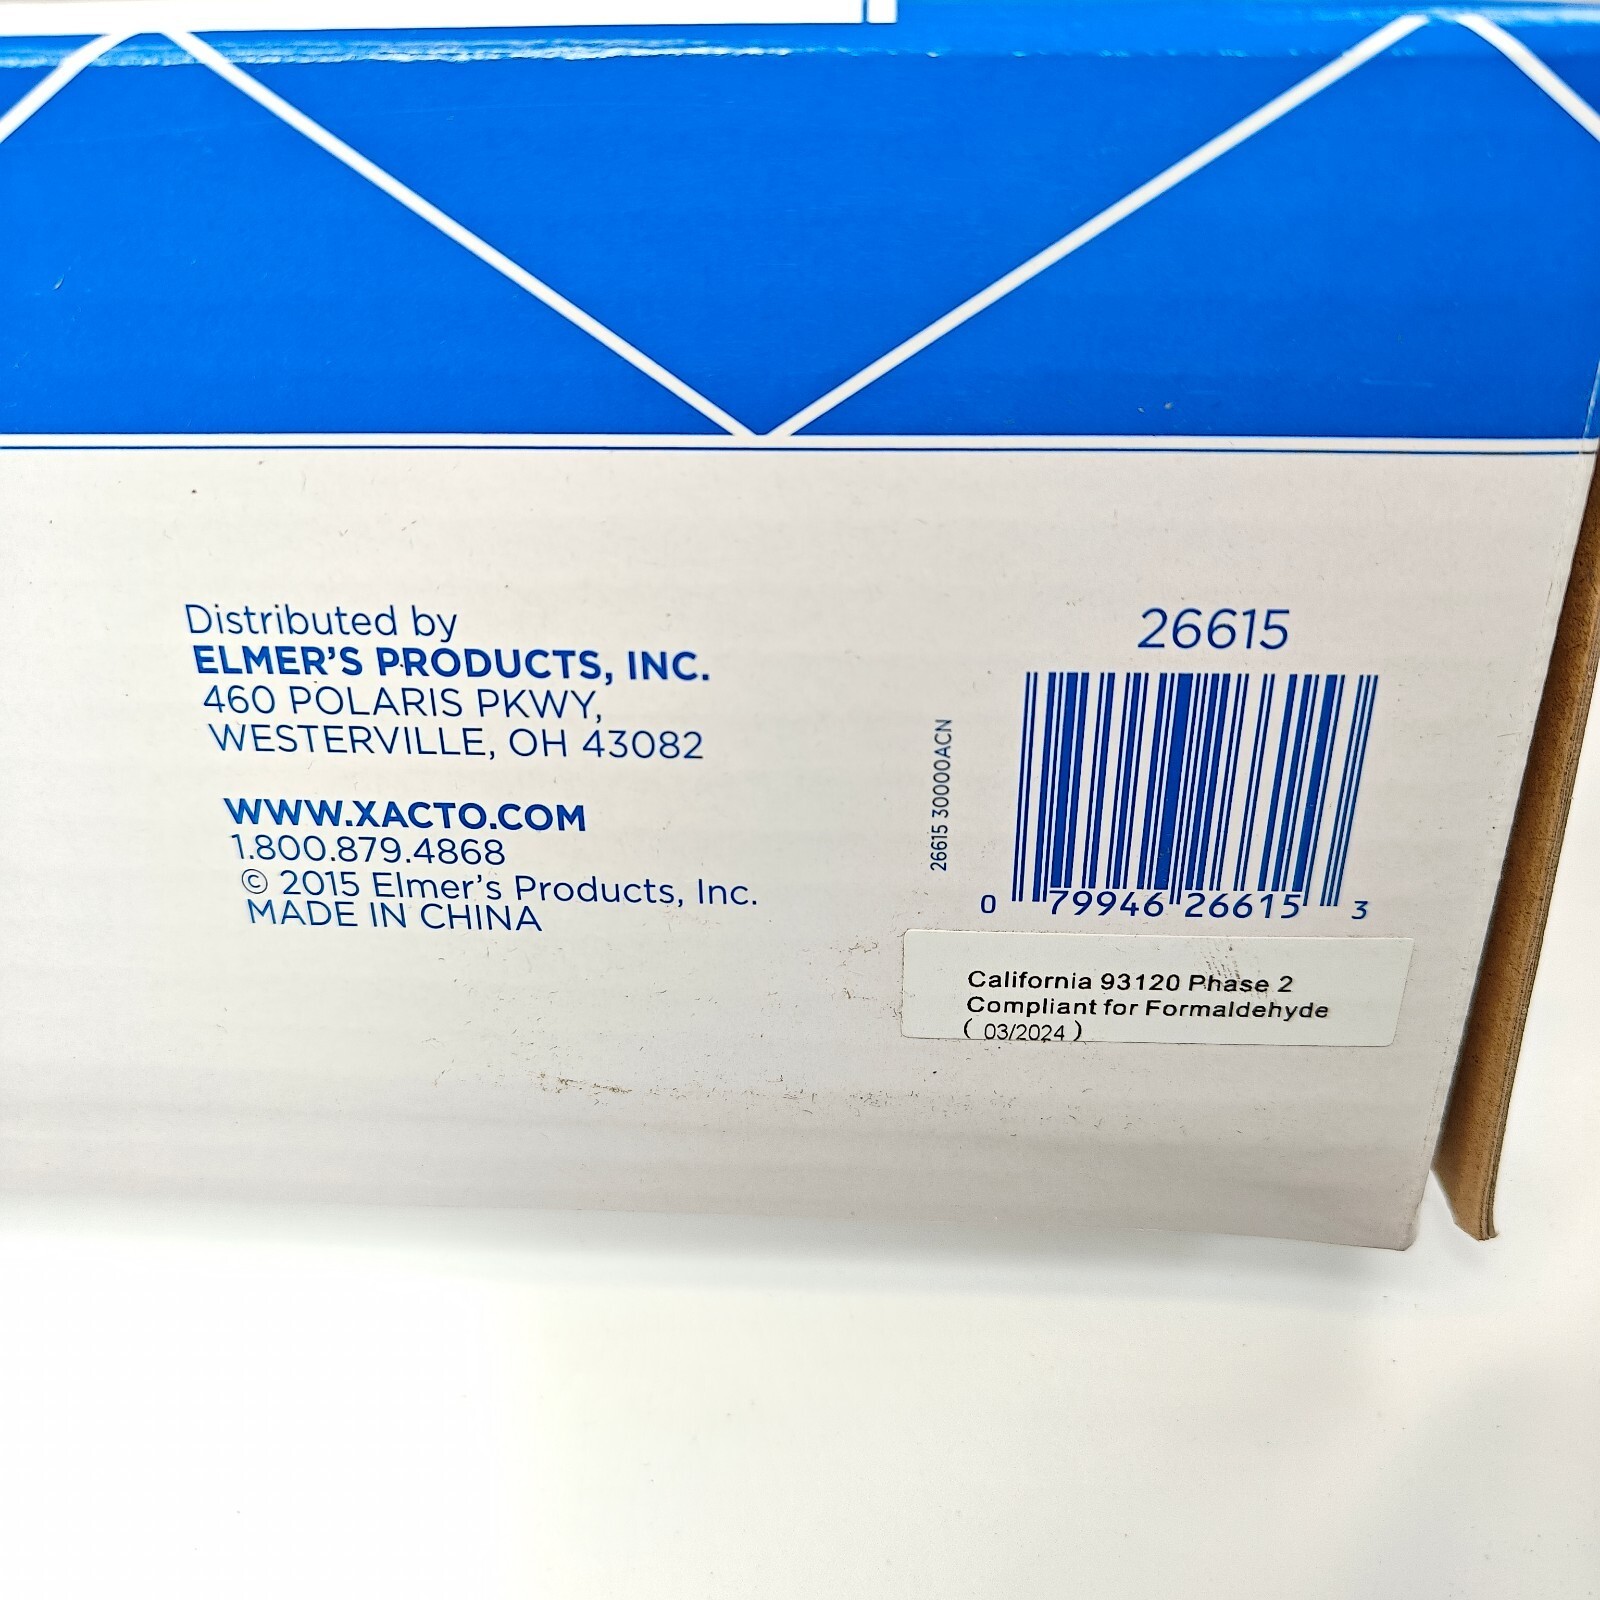 Distributed by
ELMER'S PRODUCTS, INC.
460 POLARIS PKWY,
WESTERVILLE, OH 43082
WWW.XACTO.COM
1.800.879.4868
© 2015 Elmer's Products, Inc.
MADE IN CHINA
26615
26615 30000ACN
0 79946 26615 3
California 93120 Phase 2
Compliant for Formaldehyde
( 03/2024 )